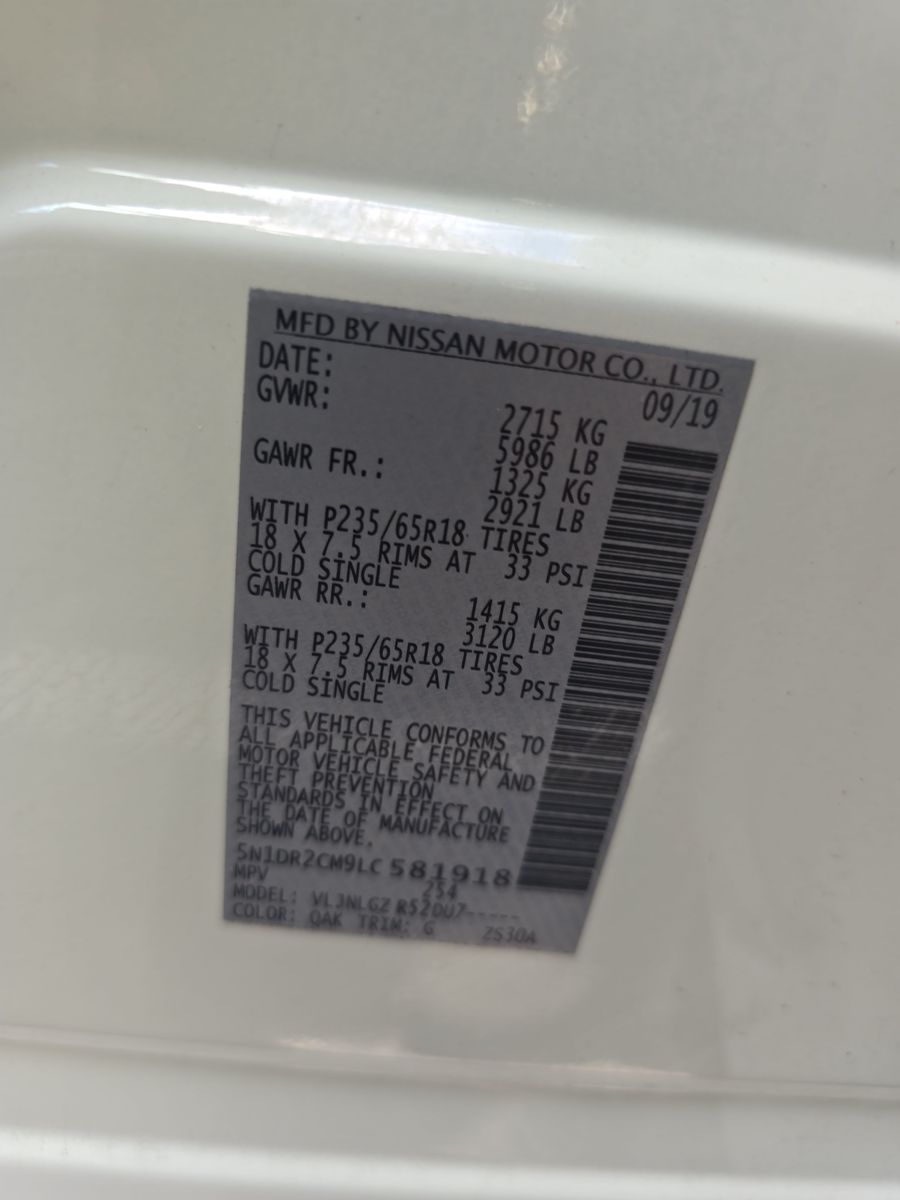 MFD BY NISSAN MOTOR CO., LTD.
DATE: 09/19
GVWR: 2715 KG
5986 LB
GAWR FR.: 1325 KG
2921 LB
WITH P235/65R18 TIRES
18 X 7.5 RIMS AT 33 PSI
COLD SINGLE
GAWR RR.: 1415 KG
3120 LB
WITH P235/65R18 TIRES
18 X 7.5 RIMS AT 33 PSI
COLD SINGLE
THIS VEHICLE CONFORMS TO
ALL APPLICABLE FEDERAL
MOTOR VEHICLE SAFETY AND
THEFT PREVENTION
STANDARDS IN EFFECT ON
THE DATE OF MANUFACTURE
SHOWN ABOVE.
5N1DR2CM9LC581918
MPV 254
MODEL: VLJNLGZ R52DU7-----
COLOR: QAK TRIM: G 2S30A